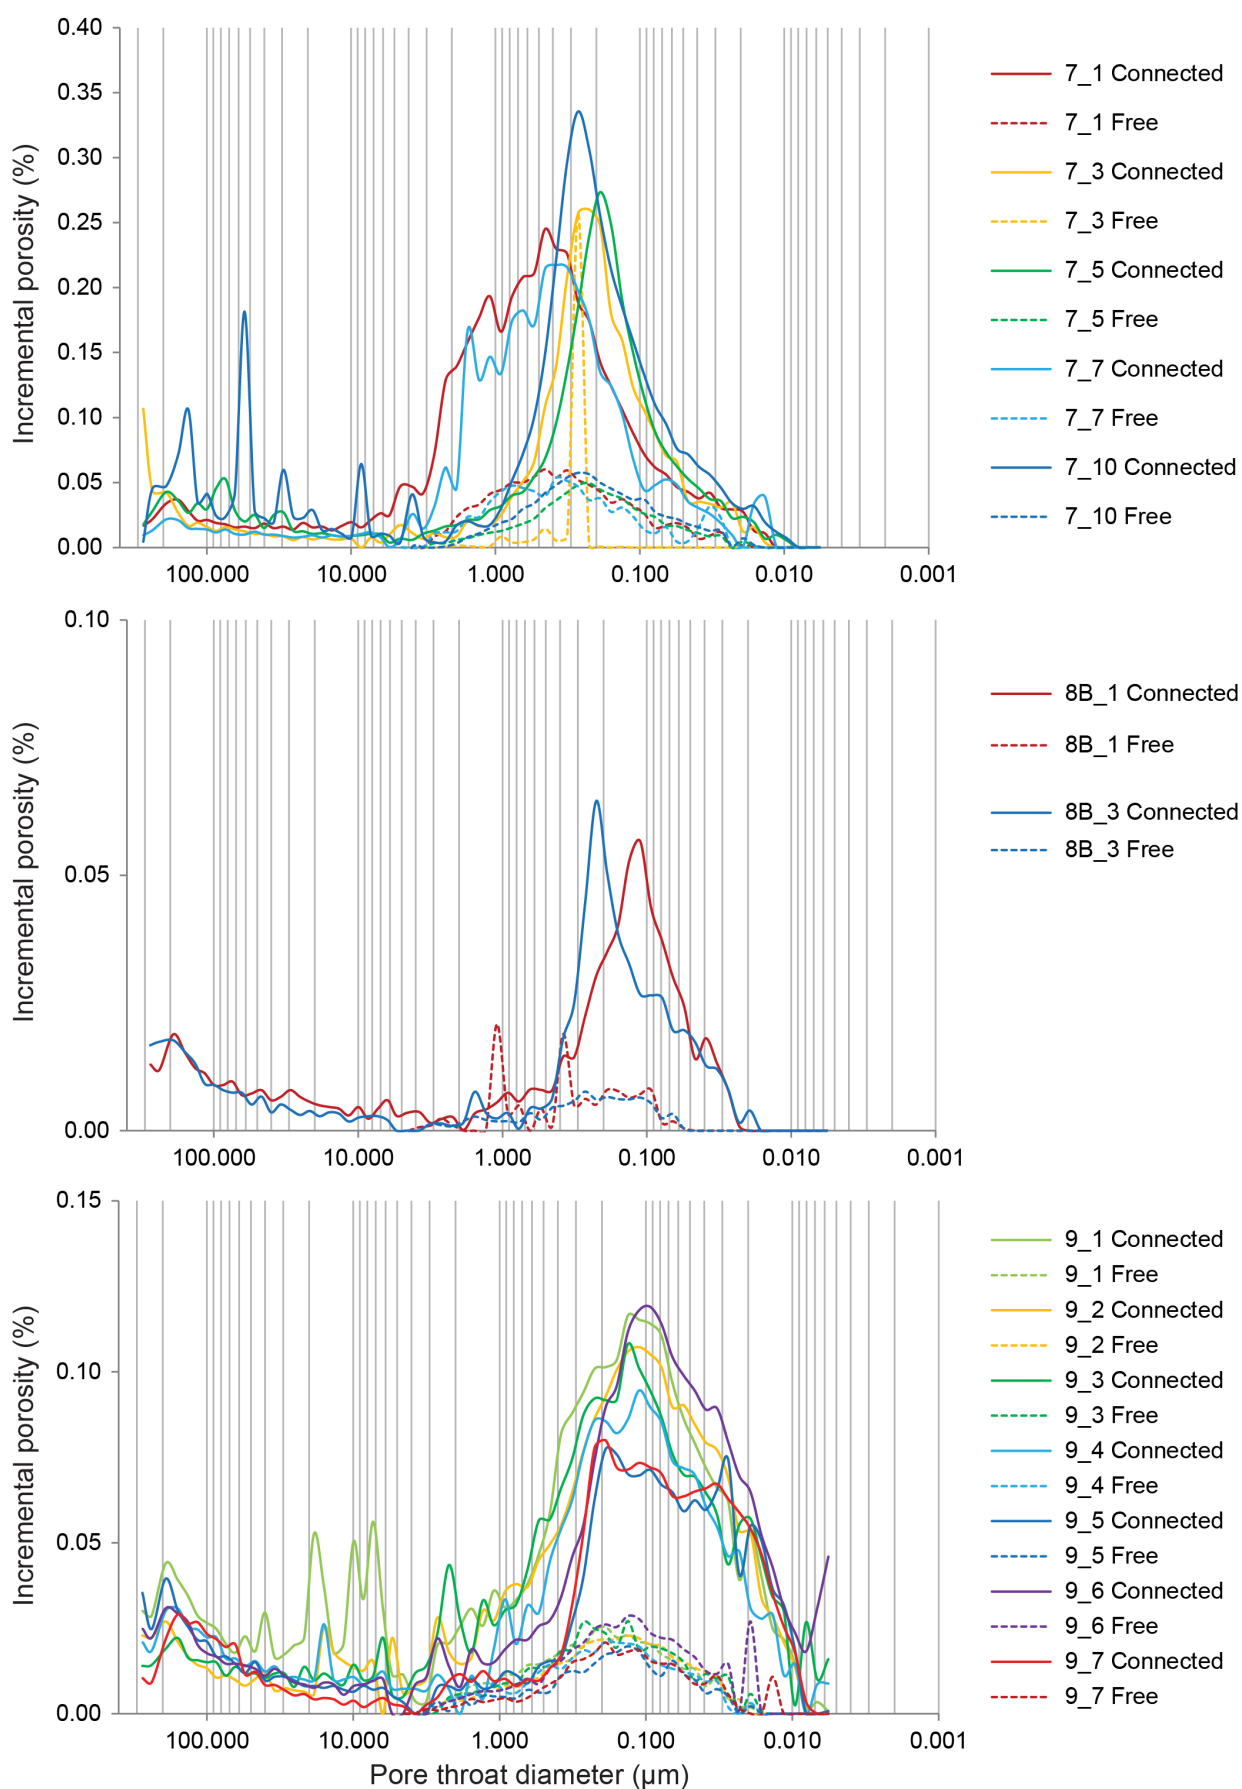 0.40
0.35
0.30
0.25
0.20
0.15
0.10
0.05
0.00
Incremental porosity (%)
100.000 10.000 1.000 0.100 0.010 0.001
7_1 Connected
7_1 Free
7_3 Connected
7_3 Free
7_5 Connected
7_5 Free
7_7 Connected
7_7 Free
7_10 Connected
7_10 Free
0.10
0.05
0.00
Incremental porosity (%)
100.000 10.000 1.000 0.100 0.010 0.001
8B_1 Connected
8B_1 Free
8B_3 Connected
8B_3 Free
0.15
0.10
0.05
0.00
Incremental porosity (%)
100.000 10.000 1.000 0.100 0.010 0.001
Pore throat diameter (μm)
9_1 Connected
9_1 Free
9_2 Connected
9_2 Free
9_3 Connected
9_3 Free
9_4 Connected
9_4 Free
9_5 Connected
9_5 Free
9_6 Connected
9_6 Free
9_7 Connected
9_7 Free